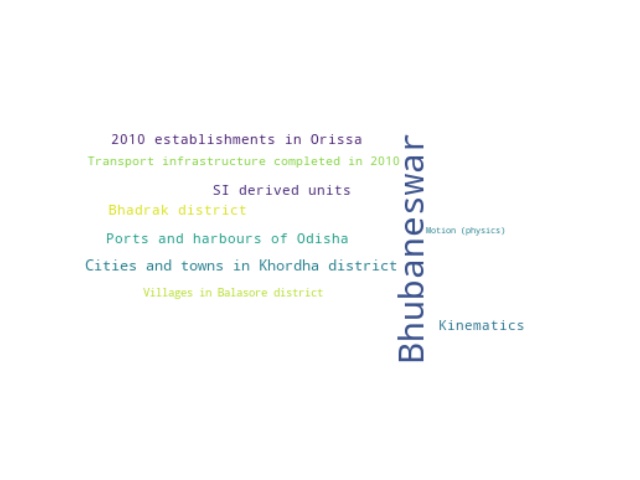 2010 establishments in Orissa
Transport infrastructure completed in 2010
SI derived units
Bhadrak district
Motion (physics)
Ports and harbours of Odisha
Cities and towns in Khordha district
Villages in Balasore district
Kinematics
Bhubaneswar